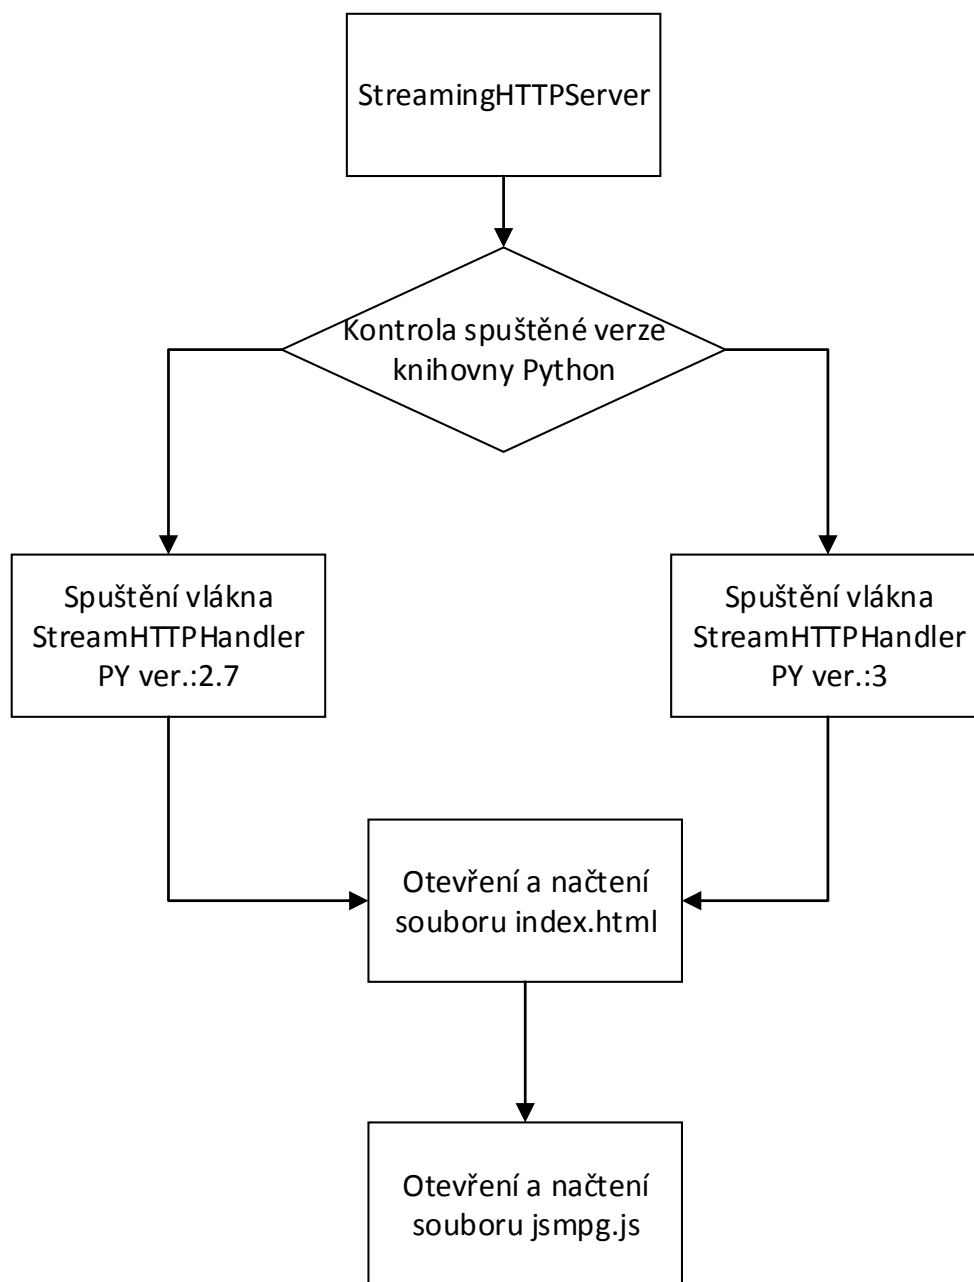 StreamingHTTPServer
Kontrola spuštěné verze
knihovny Python
Spuštění vlákna
StreamHTTPHandler
PY ver.:2.7
Spuštění vlákna
StreamHTTPHandler
PY ver.:3
Otevření a načtení
souboru index.html
Otevření a načtení
souboru jsmpg.js